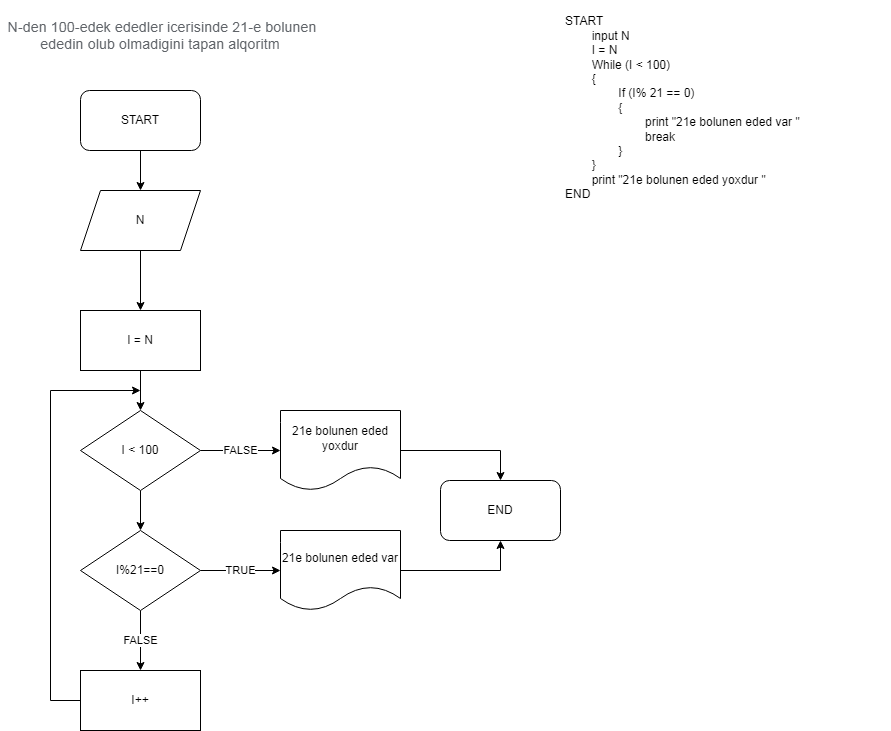 N-den 100-edek ededler icerisinde 21-e bolunen
ededin olub olmadigini tapan alqoritm
START
input N
I = N
While (I < 100)
{
If (I% 21 == 0)
{
print "21e bolunen eded var "
break
}
}
print "21e bolunen eded yoxdur "
END
START
N
I = N
I < 100
FALSE
21e bolunen eded
yoxdur
END
I%21==0
TRUE
21e bolunen eded var
FALSE
I++